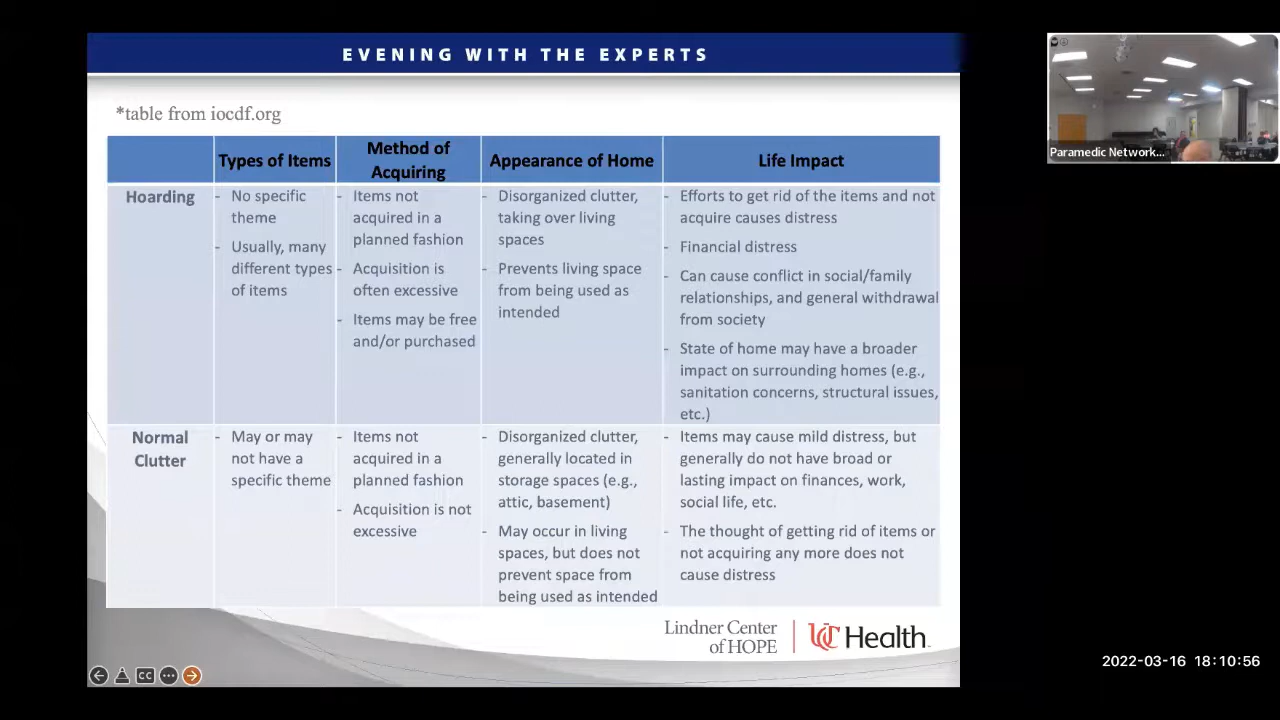 EVENING WITH THE EXPERTS
*table from iocdf.org
Types of Items
Method of
Acquiring
Appearance of Home
Life Impact
Hoarding
- No specific
theme
- Usually, many
different types
of items
- Items not
acquired in a
planned fashion
- Acquisition is
often excessive
- Items may be free
and/or purchased
- Disorganized clutter,
taking over living
spaces
- Prevents living space
from being used as
intended
- Efforts to get rid of the items and not
acquire causes distress
- Financial distress
- Can cause conflict in social/family
relationships, and general withdrawal
from society
- State of home may have a broader
impact on surrounding homes (e.g.,
sanitation concerns, structural issues,
etc.)
Normal
Clutter
- May or may
not have a
specific theme
- Items not
acquired in a
planned fashion
- Acquisition is not
excessive
- Disorganized clutter,
generally located in
storage spaces (e.g.,
attic, basement)
- May occur in living
spaces, but does not
prevent space from
being used as intended
- Items may cause mild distress, but
generally do not have broad or
lasting impact on finances, work,
social life, etc.
- The thought of getting rid of items or
not acquiring any more does not
cause distress
Lindner Center
of HOPE
UC Health.
CC
Paramedic Network...
2022-03-16 18:10:56